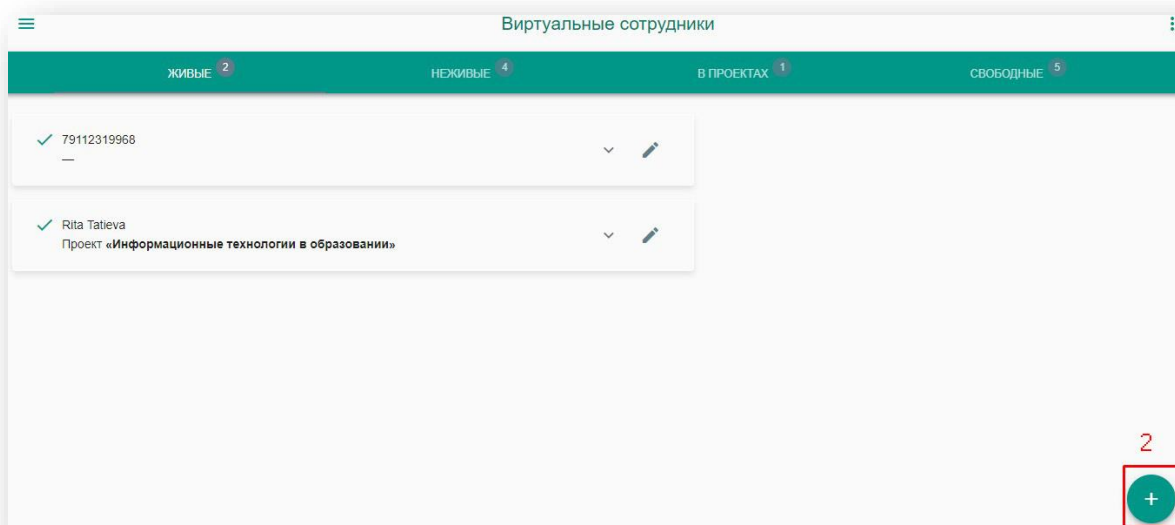 Виртуальные сотрудники
ЖИВЫЕ 2
НЕЖИВЫЕ 4
В ПРОЕКТАХ 1
СВОБОДНЫЕ 5
79112319968
—
Rita Tatieva
Проект «Информационные технологии в образовании»
2
+